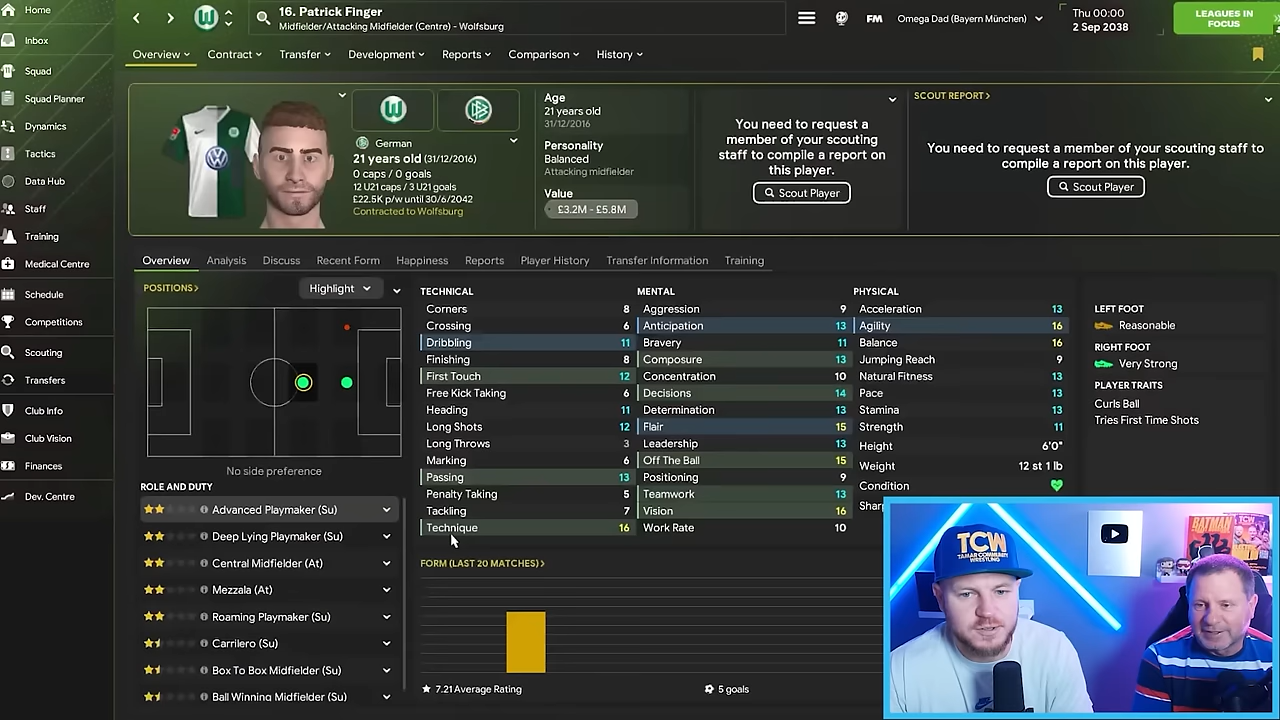 Home
Inbox
Squad
Squad Planner
Dynamics
Tactics
Data Hub
Staff
Training
Medical Centre
Schedule
Competitions
Scouting
Transfers
Club Info
Club Vision
Finances
Dev. Centre
16. Patrick Finger
Midfielder/Attacking Midfielder (Centre) - Wolfsburg
FM
Omega Dad (Bayern München)
Thu 00:00
2 Sep 2038
LEAGUES IN
FOCUS
Overview
Contract
Transfer
Development
Reports
Comparison
History
German
21 years old (31/12/2016)
0 caps / 0 goals
12 U21 caps / 3 U21 goals
£22.5K p/w until 30/6/2042
Contracted to Wolfsburg
Age
21 years old
31/12/2016
Personality
Balanced
Attacking midfielder
Value
£3.2M - £5.8M
You need to request a
member of your scouting
staff to compile a report on
this player.
Scout Player
SCOUT REPORT >
You need to request a member of your scouting staff to
compile a report on this player.
Scout Player
Overview
Analysis
Discuss
Recent Form
Happiness
Reports
Player History
Transfer Information
Training
POSITIONS >
Highlight
No side preference
ROLE AND DUTY
Advanced Playmaker (Su)
Deep Lying Playmaker (Su)
Central Midfielder (At)
Mezzala (At)
Roaming Playmaker (Su)
Carrilero (Su)
Box To Box Midfielder (Su)
Ball Winning Midfielder (Su)
TECHNICAL
Corners 8
Crossing 6
Dribbling 11
Finishing 8
First Touch 12
Free Kick Taking 6
Heading 11
Long Shots 12
Long Throws 3
Marking 6
Passing 13
Penalty Taking 5
Tackling 7
Technique 16
MENTAL
Aggression 9
Anticipation 13
Bravery 11
Composure 13
Concentration 10
Decisions 14
Determination 13
Flair 15
Leadership 13
Off The Ball 15
Positioning 9
Teamwork 13
Vision 16
Work Rate 10
PHYSICAL
Acceleration 13
Agility 16
Balance 16
Jumping Reach 9
Natural Fitness 13
Pace 13
Stamina 13
Strength 11
Height 6'0"
Weight 12 st 1 lb
Condition
Sharp
LEFT FOOT
Reasonable
RIGHT FOOT
Very Strong
PLAYER TRAITS
Curls Ball
Tries First Time Shots
FORM (LAST 20 MATCHES) >
7.21 Average Rating
5 goals
TCW
TAMAR COMMUNITY
WRESTLING
BATMAN